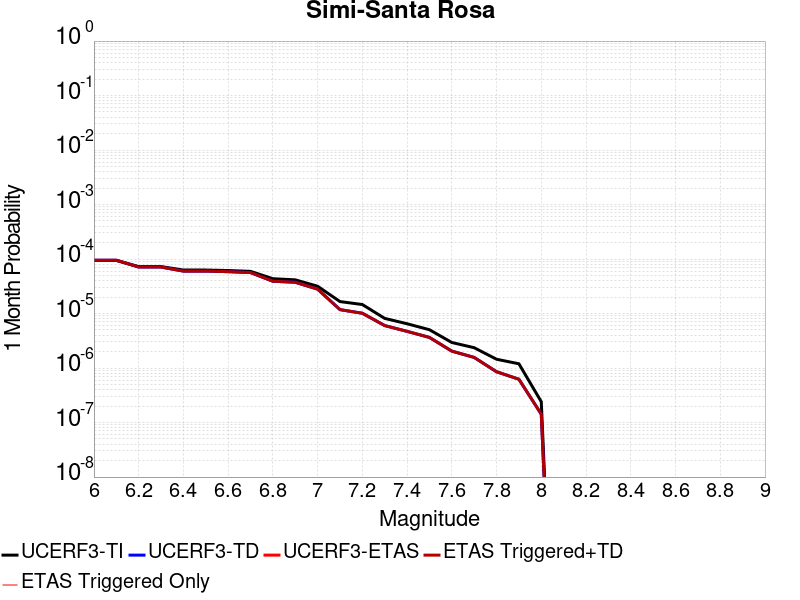 Simi-Santa Rosa
1 Month Probability
10^0
10^-1
10^-2
10^-3
10^-4
10^-5
10^-6
10^-7
10^-8
6 6.2 6.4 6.6 6.8 7 7.2 7.4 7.6 7.8 8 8.2 8.4 8.6 8.8 9
Magnitude
UCERF3-TI UCERF3-TD UCERF3-ETAS ETAS Triggered+TD
ETAS Triggered Only